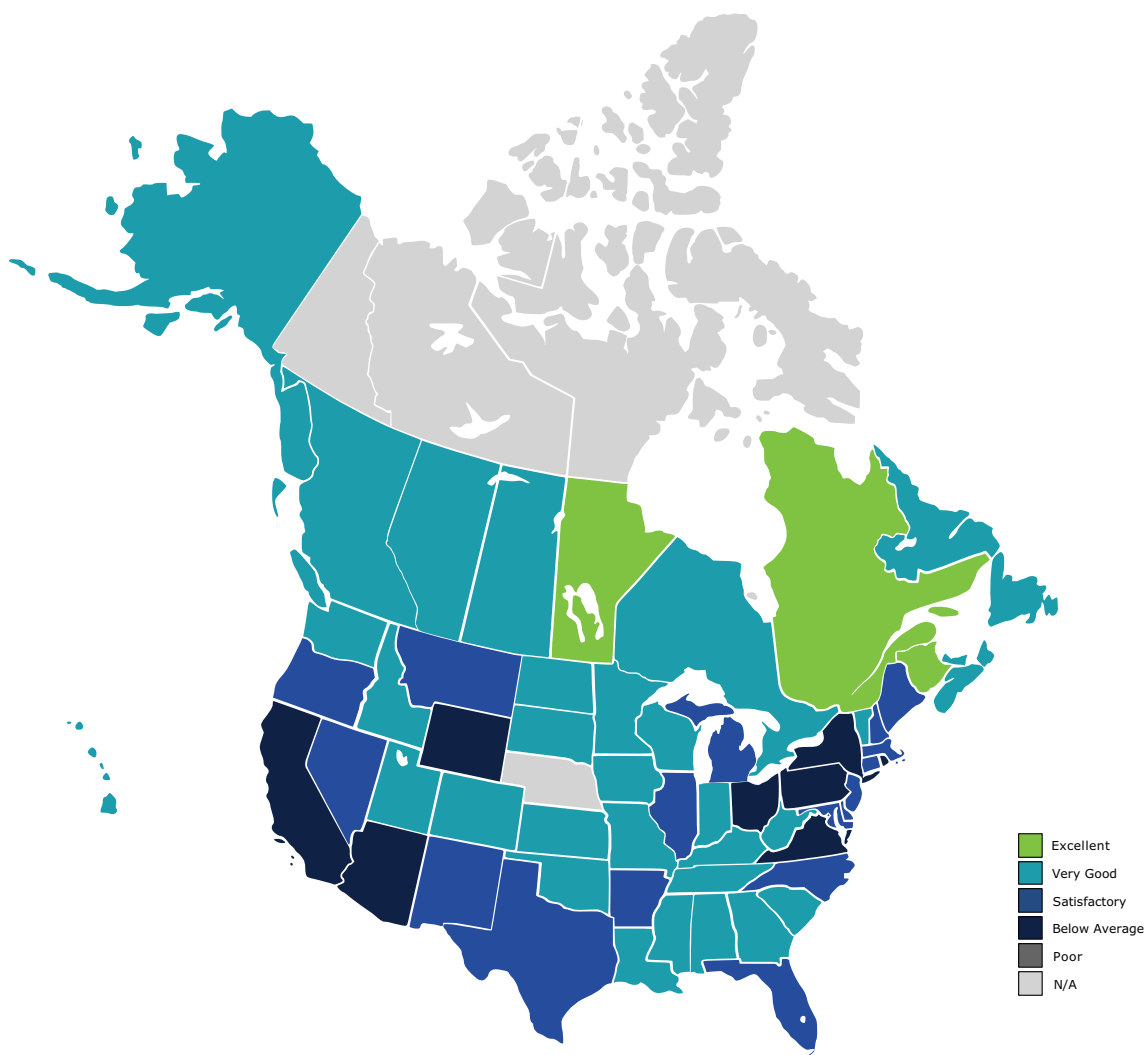 Excellent
Very Good
Satisfactory
Below Average
Poor
N/A